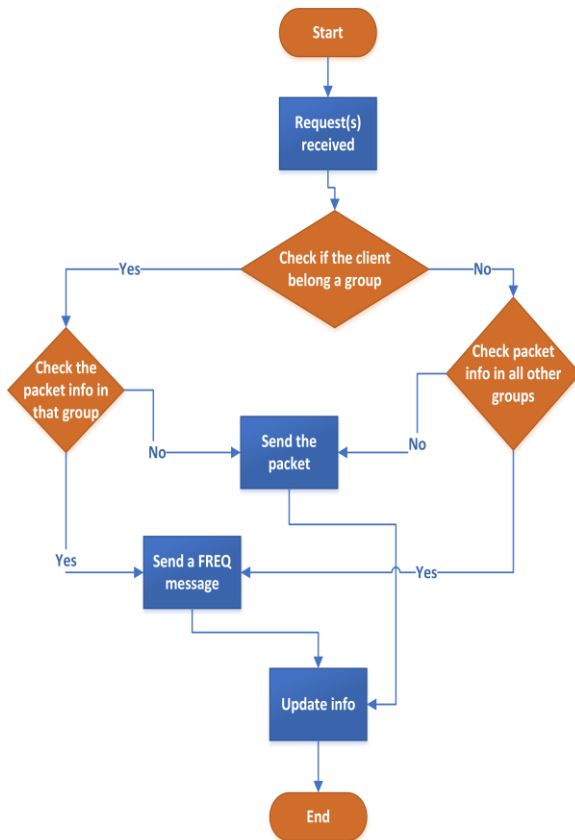 Start
Request(s)
received
Check if the client
belong a group
Yes
No
Check the
packet info in
that group
Check packet
info in all other
groups
Send the
packet
No
No
Yes
Send a FREQ
message
Yes
Update info
End